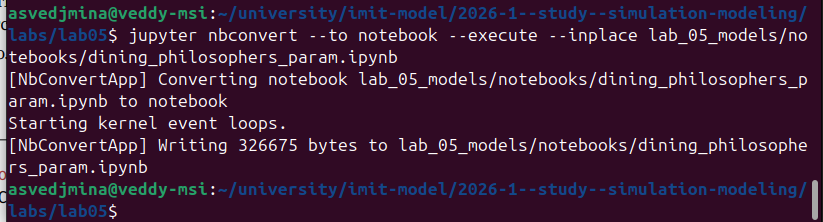 asvedjmina@veddy-msi:~/university/imit-model/2026-1--study--simulation-modeling/
labs/lab05$ jupyter nbconvert --to notebook --execute --inplace lab_05_models/no
tebooks/dining_philosophers_param.ipynb
[NbConvertApp] Converting notebook lab_05_models/notebooks/dining_philosophers_p
aram.ipynb to notebook
Starting kernel event loops.
[NbConvertApp] Writing 326675 bytes to lab_05_models/notebooks/dining_philosophe
rs_param.ipynb
asvedjmina@veddy-msi:~/university/imit-model/2026-1--study--simulation-modeling/
labs/lab05$